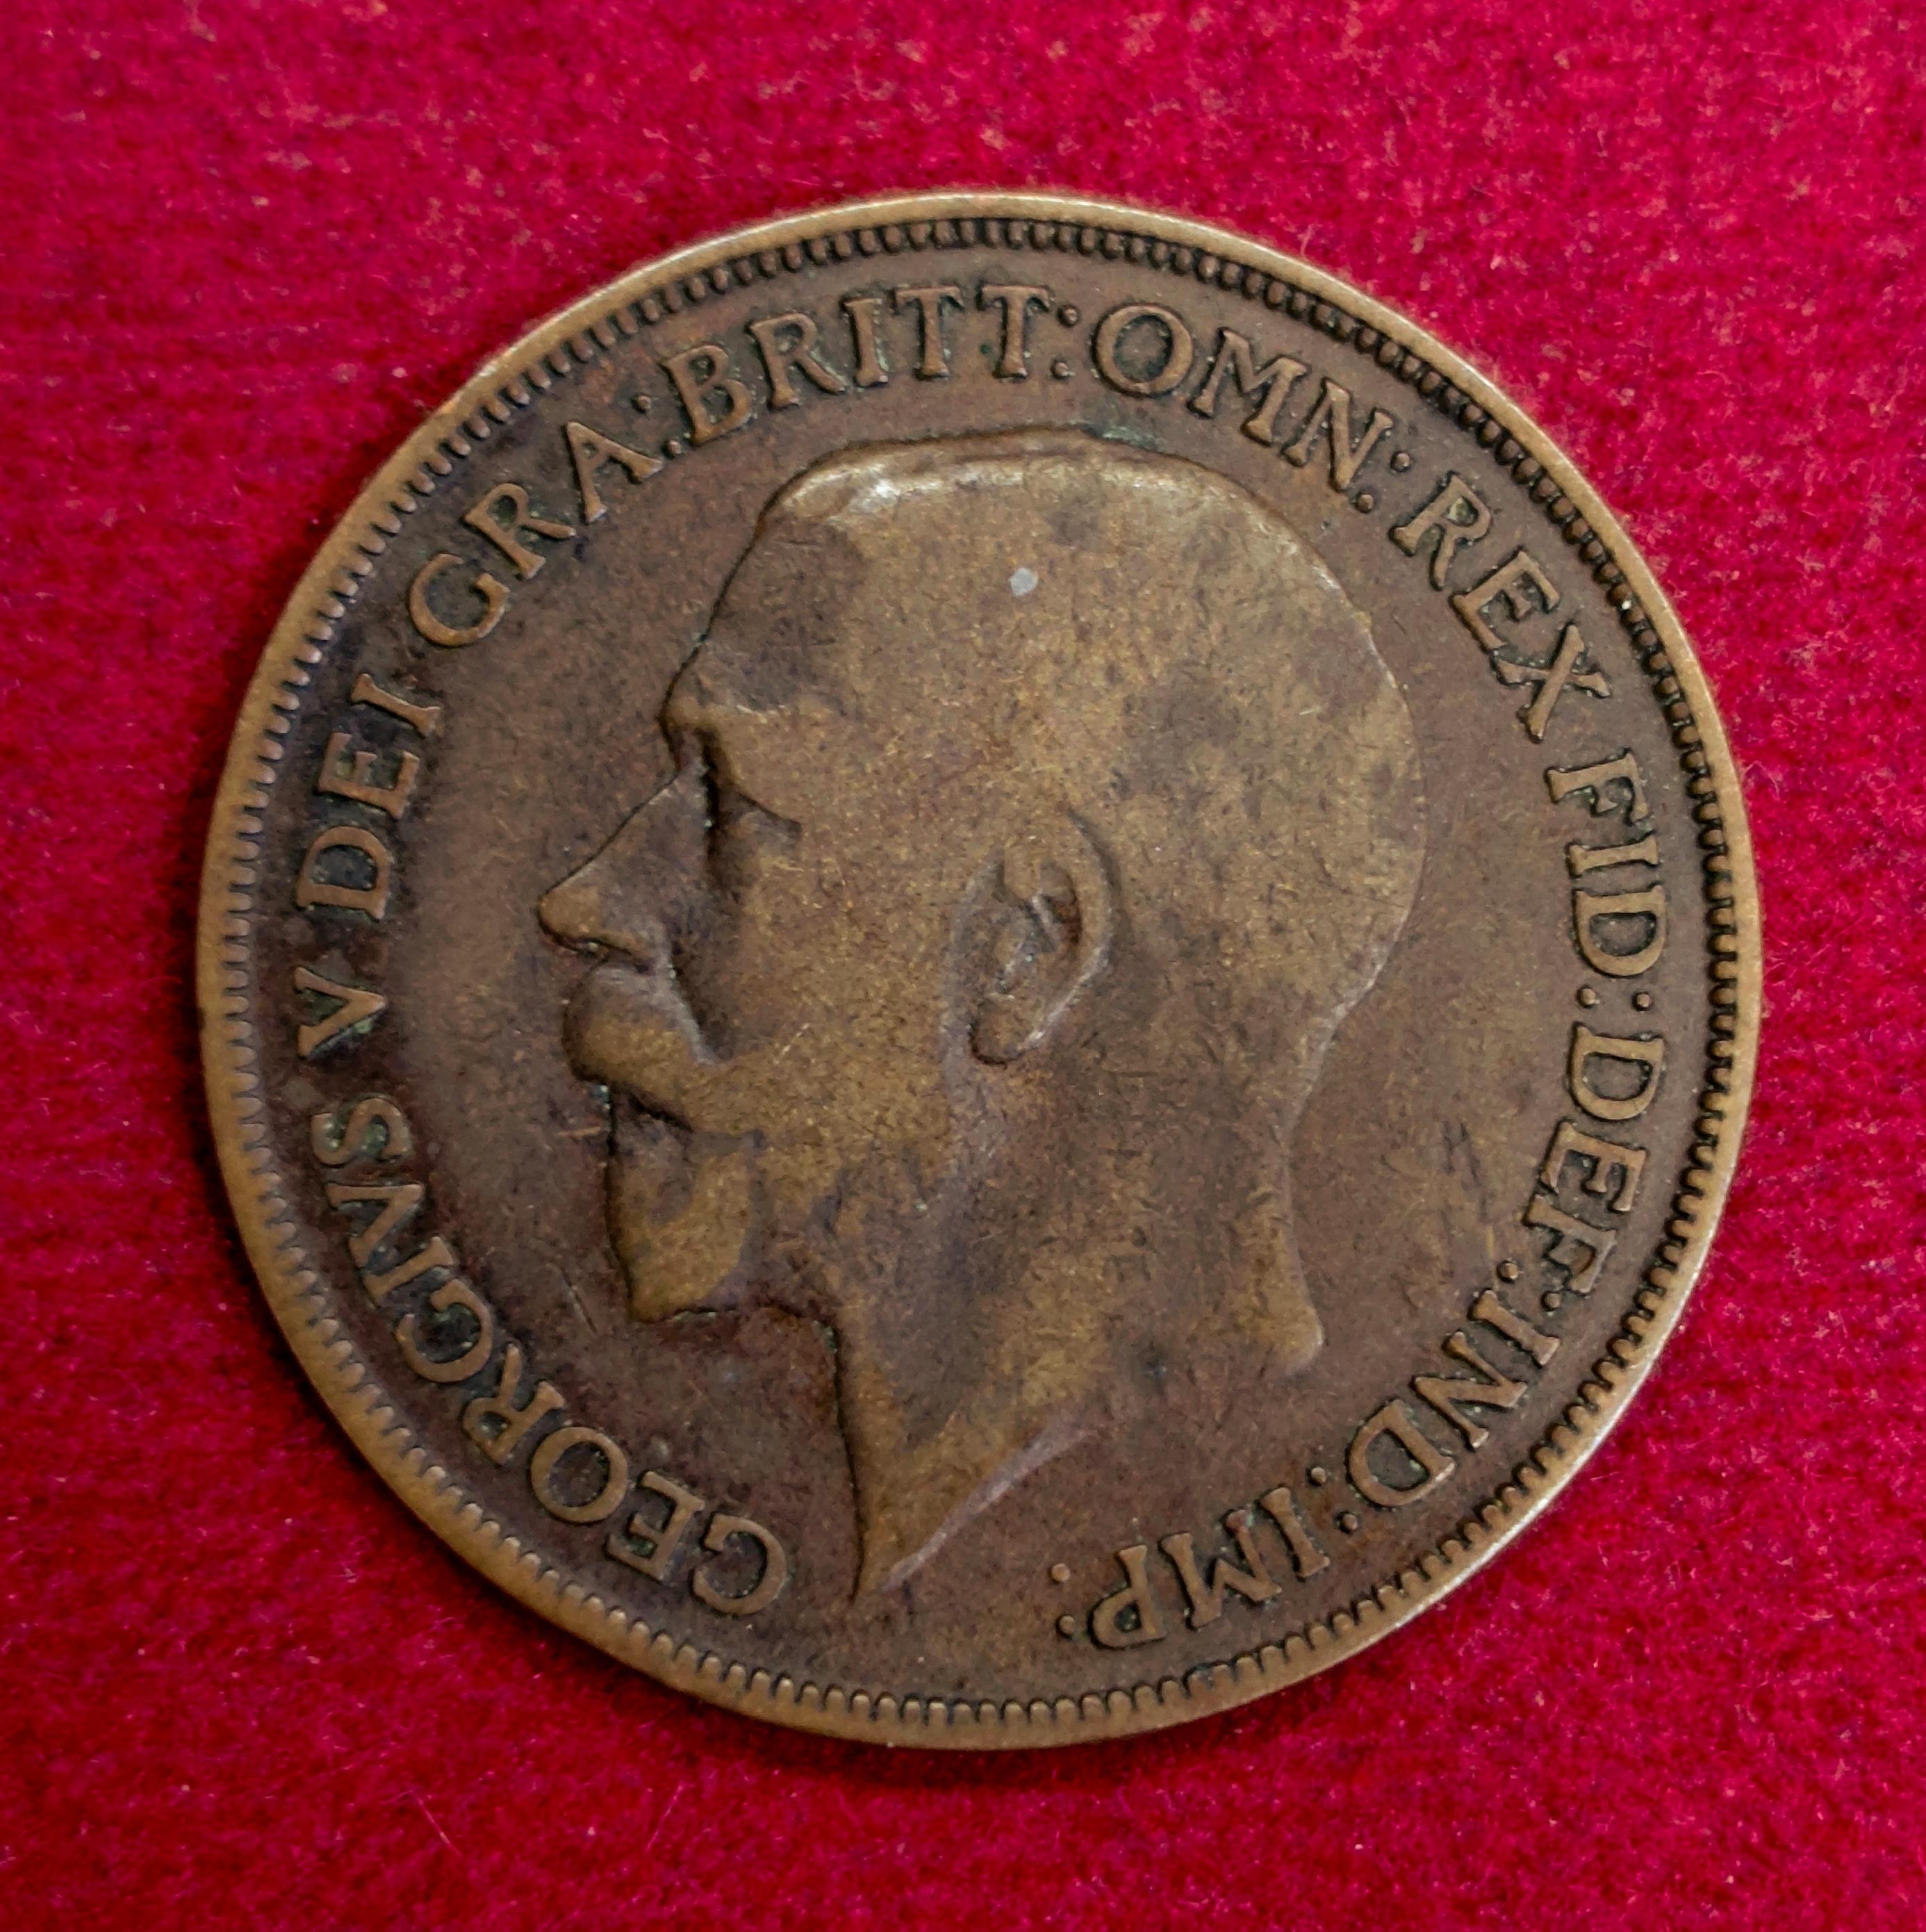 GEORGIVS V DEI GRA: BRITT: OMN: REX FID: DEF: IND: IMP: